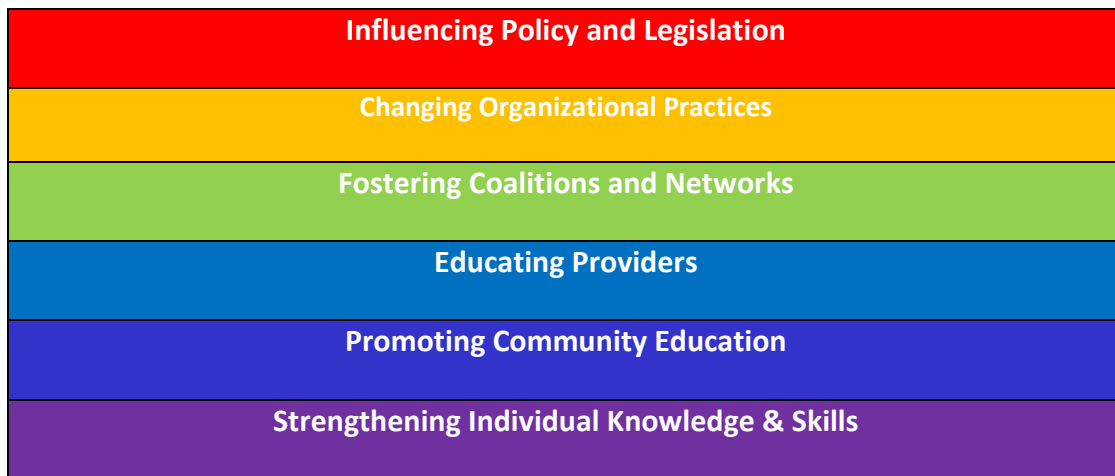 Influencing Policy and Legislation
Changing Organizational Practices
Fostering Coalitions and Networks
Educating Providers
Promoting Community Education
Strengthening Individual Knowledge & Skills